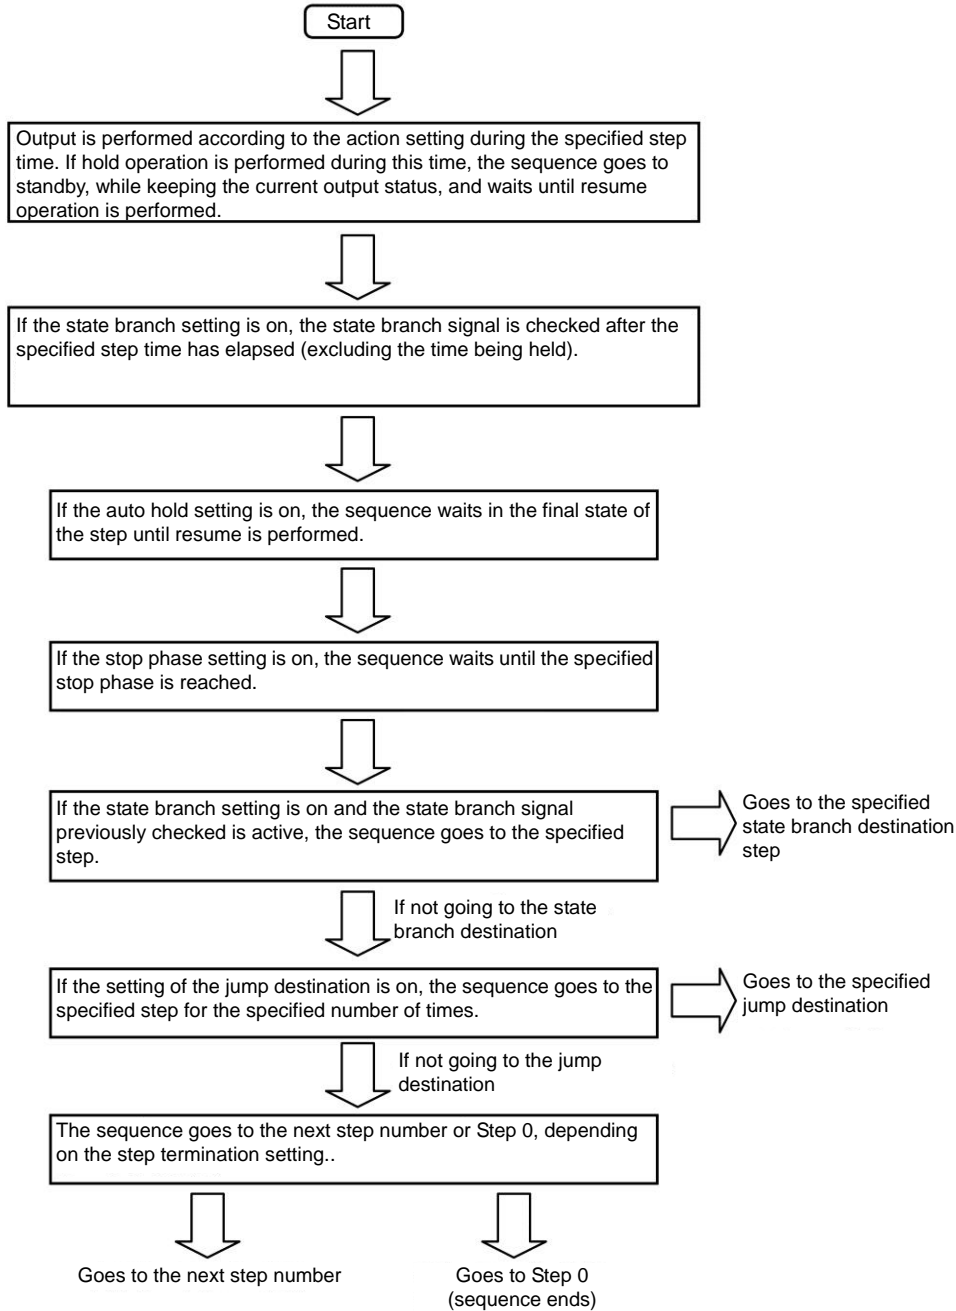 Start
Output is performed according to the action setting during the specified step
time. If hold operation is performed during this time, the sequence goes to
standby, while keeping the current output status, and waits until resume
operation is performed.
If the state branch setting is on, the state branch signal is checked after the
specified step time has elapsed (excluding the time being held).
If the auto hold setting is on, the sequence waits in the final state of
the step until resume is performed.
If the stop phase setting is on, the sequence waits until the specified
stop phase is reached.
If the state branch setting is on and the state branch signal
previously checked is active, the sequence goes to the specified
step.
Goes to the specified
state branch destination
step
If not going to the state
branch destination
If the setting of the jump destination is on, the sequence goes to the
specified step for the specified number of times.
Goes to the specified
jump destination
If not going to the jump
destination
The sequence goes to the next step number or Step 0, depending
on the step termination setting..
Goes to the next step number
Goes to Step 0
(sequence ends)